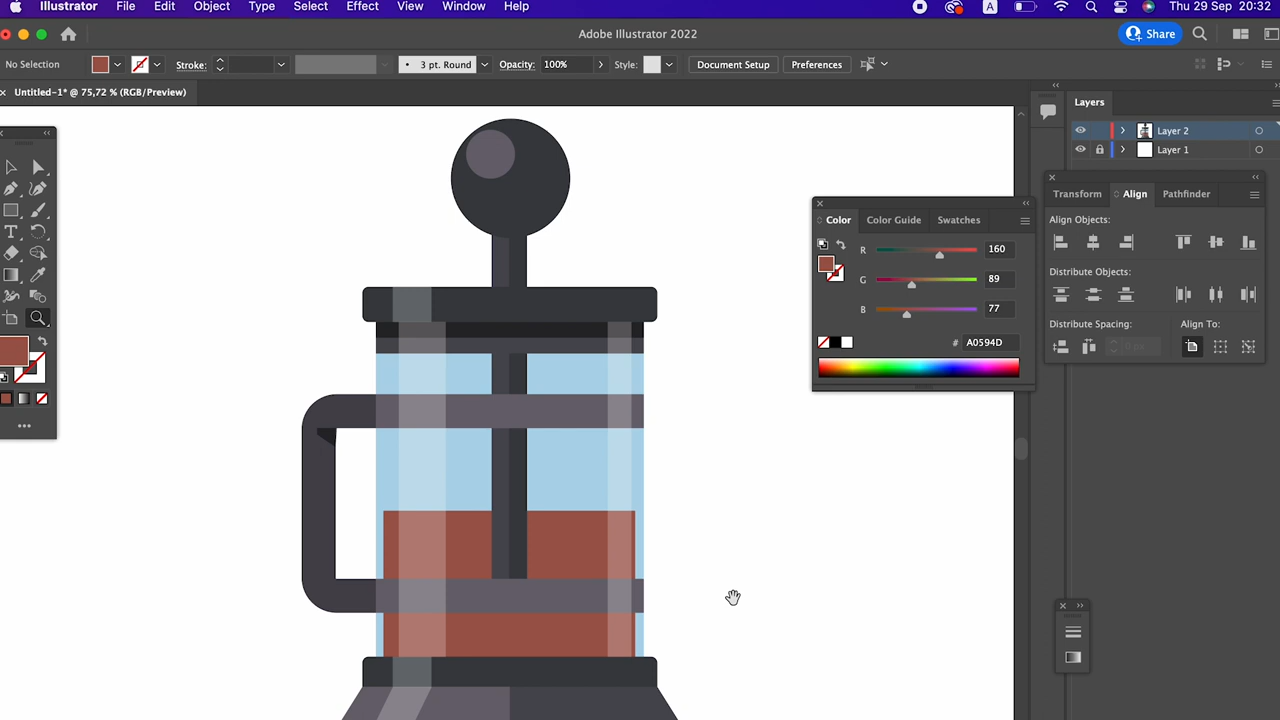 Illustrator File Edit Object Type Select Effect View Window Help A Thu 29 Sep 20:32
Adobe Illustrator 2022 Share
No Selection Stroke: 3 pt. Round Opacity: 100% Style: Document Setup Preferences
Untitled-1* @ 75,72 % (RGB/Preview)
Layers
Layer 2
Layer 1
Transform Align Pathfinder
Align Objects:
Distribute Objects:
Distribute Spacing: Align To:
0 px
Color Color Guide Swatches
R 160
G 89
B 77
# A0594D